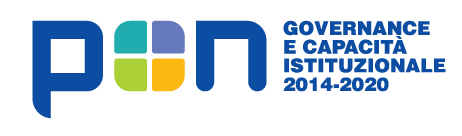 pon
GOVERNANCE
E CAPACITÀ
ISTITUZIONALE
2014-2020